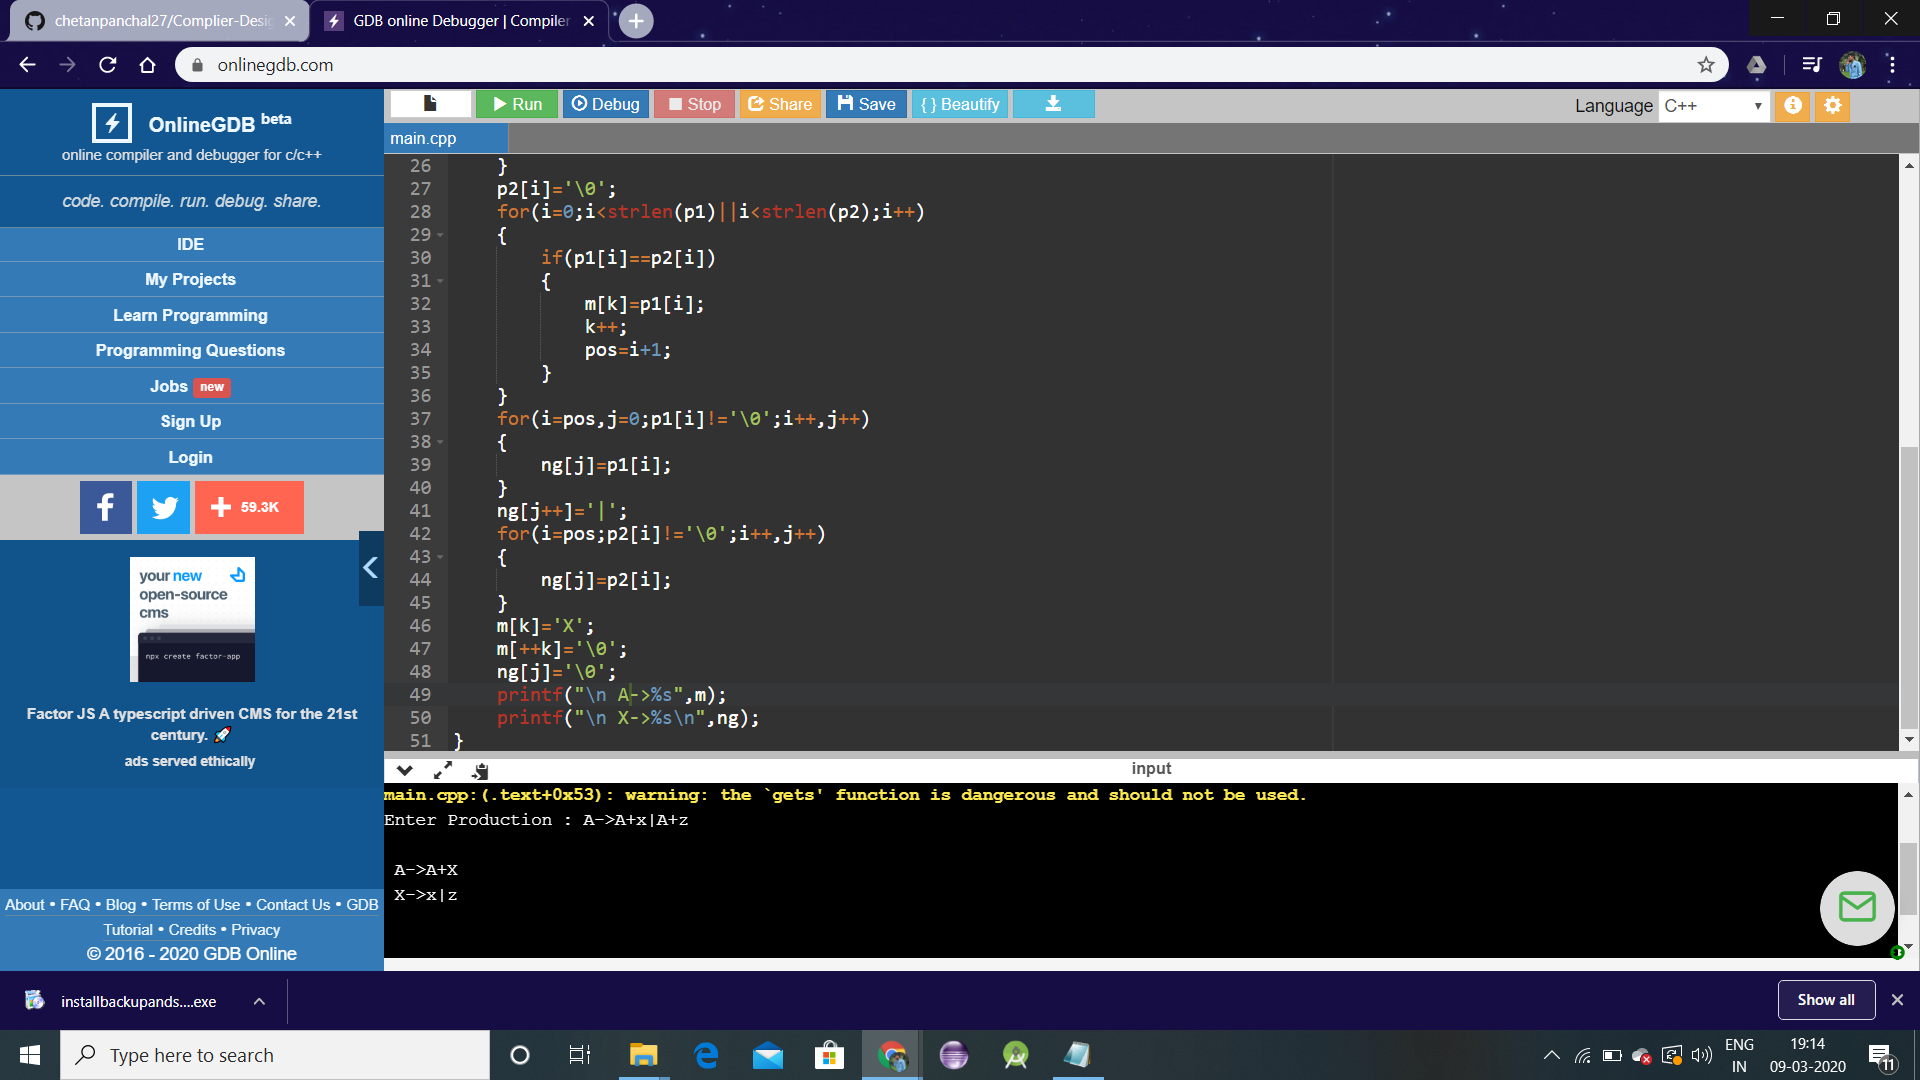 chetanpanchal27/Complier-Desig
GDB online Debugger | Compiler
onlinegdb.com
OnlineGDB beta
online compiler and debugger for c/c++
code. compile. run. debug. share.
IDE
My Projects
Learn Programming
Programming Questions
Jobs new
Sign Up
Login
59.3K
your new
open-source
cms
npx create factor-app
Factor JS A typescript driven CMS for the 21st
century. 🚀
ads served ethically
About • FAQ • Blog • Terms of Use • Contact Us • GDB
Tutorial • Credits • Privacy
© 2016 - 2020 GDB Online
Run Debug Stop Share Save { } Beautify
Language C++
main.cpp
26 }
27 p2[i]='\0';
28 for(i=0;i<strlen(p1)||i<strlen(p2);i++)
29 {
30 if(p1[i]==p2[i])
31 {
32 m[k]=p1[i];
33 k++;
34 pos=i+1;
35 }
36 }
37 for(i=pos,j=0;p1[i]!='\0';i++,j++)
38 {
39 ng[j]=p1[i];
40 }
41 ng[j++]='|';
42 for(i=pos;p2[i]!='\0';i++,j++)
43 {
44 ng[j]=p2[i];
45 }
46 m[k]='X';
47 m[++k]='\0';
48 ng[j]='\0';
49 printf("\n A->%s",m);
50 printf("\n X->%s\n",ng);
51 }
input
main.cpp:(.text+0x53): warning: the `gets' function is dangerous and should not be used.
Enter Production : A->A+x|A+z
A->A+X
X->x|z
installbackupands....exe
Show all
Type here to search
ENG
IN
19:14
09-03-2020
11